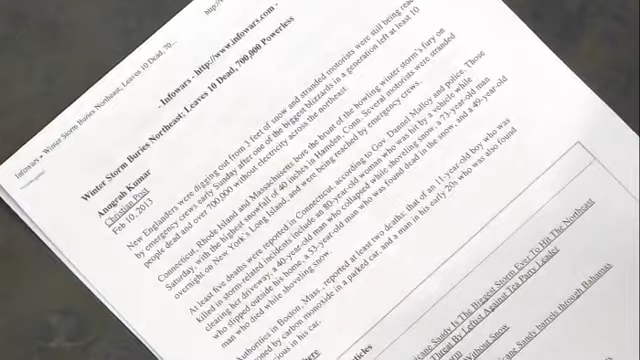 http://
Infowars » Winter Storm Buries Northeast; Leaves 10 Dead, 70...
- Infowars - http://www.infowars.com -
Winter Storm Buries Northeast; Leaves 10 Dead, 700,000 Powerless
Anugrah Kumar
Christian Post
Feb 10, 2013
New Englanders were digging out from 3 feet of snow and stranded motorists were still being
by emergency crews early Sunday after one of the biggest blizzards in a generation left at least 10
people dead and over 700,000 without electricity across the northeast.
Connecticut, Rhode Island and Massachusetts bore the brunt of the howling winter storm's fury on
Saturday, with the highest snowfall of 40 inches in Hamden, Conn. Several motorists were stranded
overnight on New York's Long Island, and were being reached by emergency crews.
At least five deaths were reported in Connecticut, according to Gov. Dannel Malloy and police. Those
killed in storm-related incidents include an 80-year-old woman who was hit by a vehicle while
clearing her driveway, a 40-year-old man who collapsed while shoveling snow, a 73-year-old man
who slipped outside his home, a 53-year-old man who was found dead in the snow, and a 49-year-old
man who died while shoveling snow.
Authorities in Boston, Mass., reported at least two deaths: that of an 11-year-old boy who was
by carbon monoxide in a parked car, and a man in his early 20s who was also found
in his car.
ticles
Sandy Is The Biggest Storm Ever To Hit The Northeast
Threat By Leftist Against Tea Party Leader
Without Snow
Sandy barrels through Bahamas